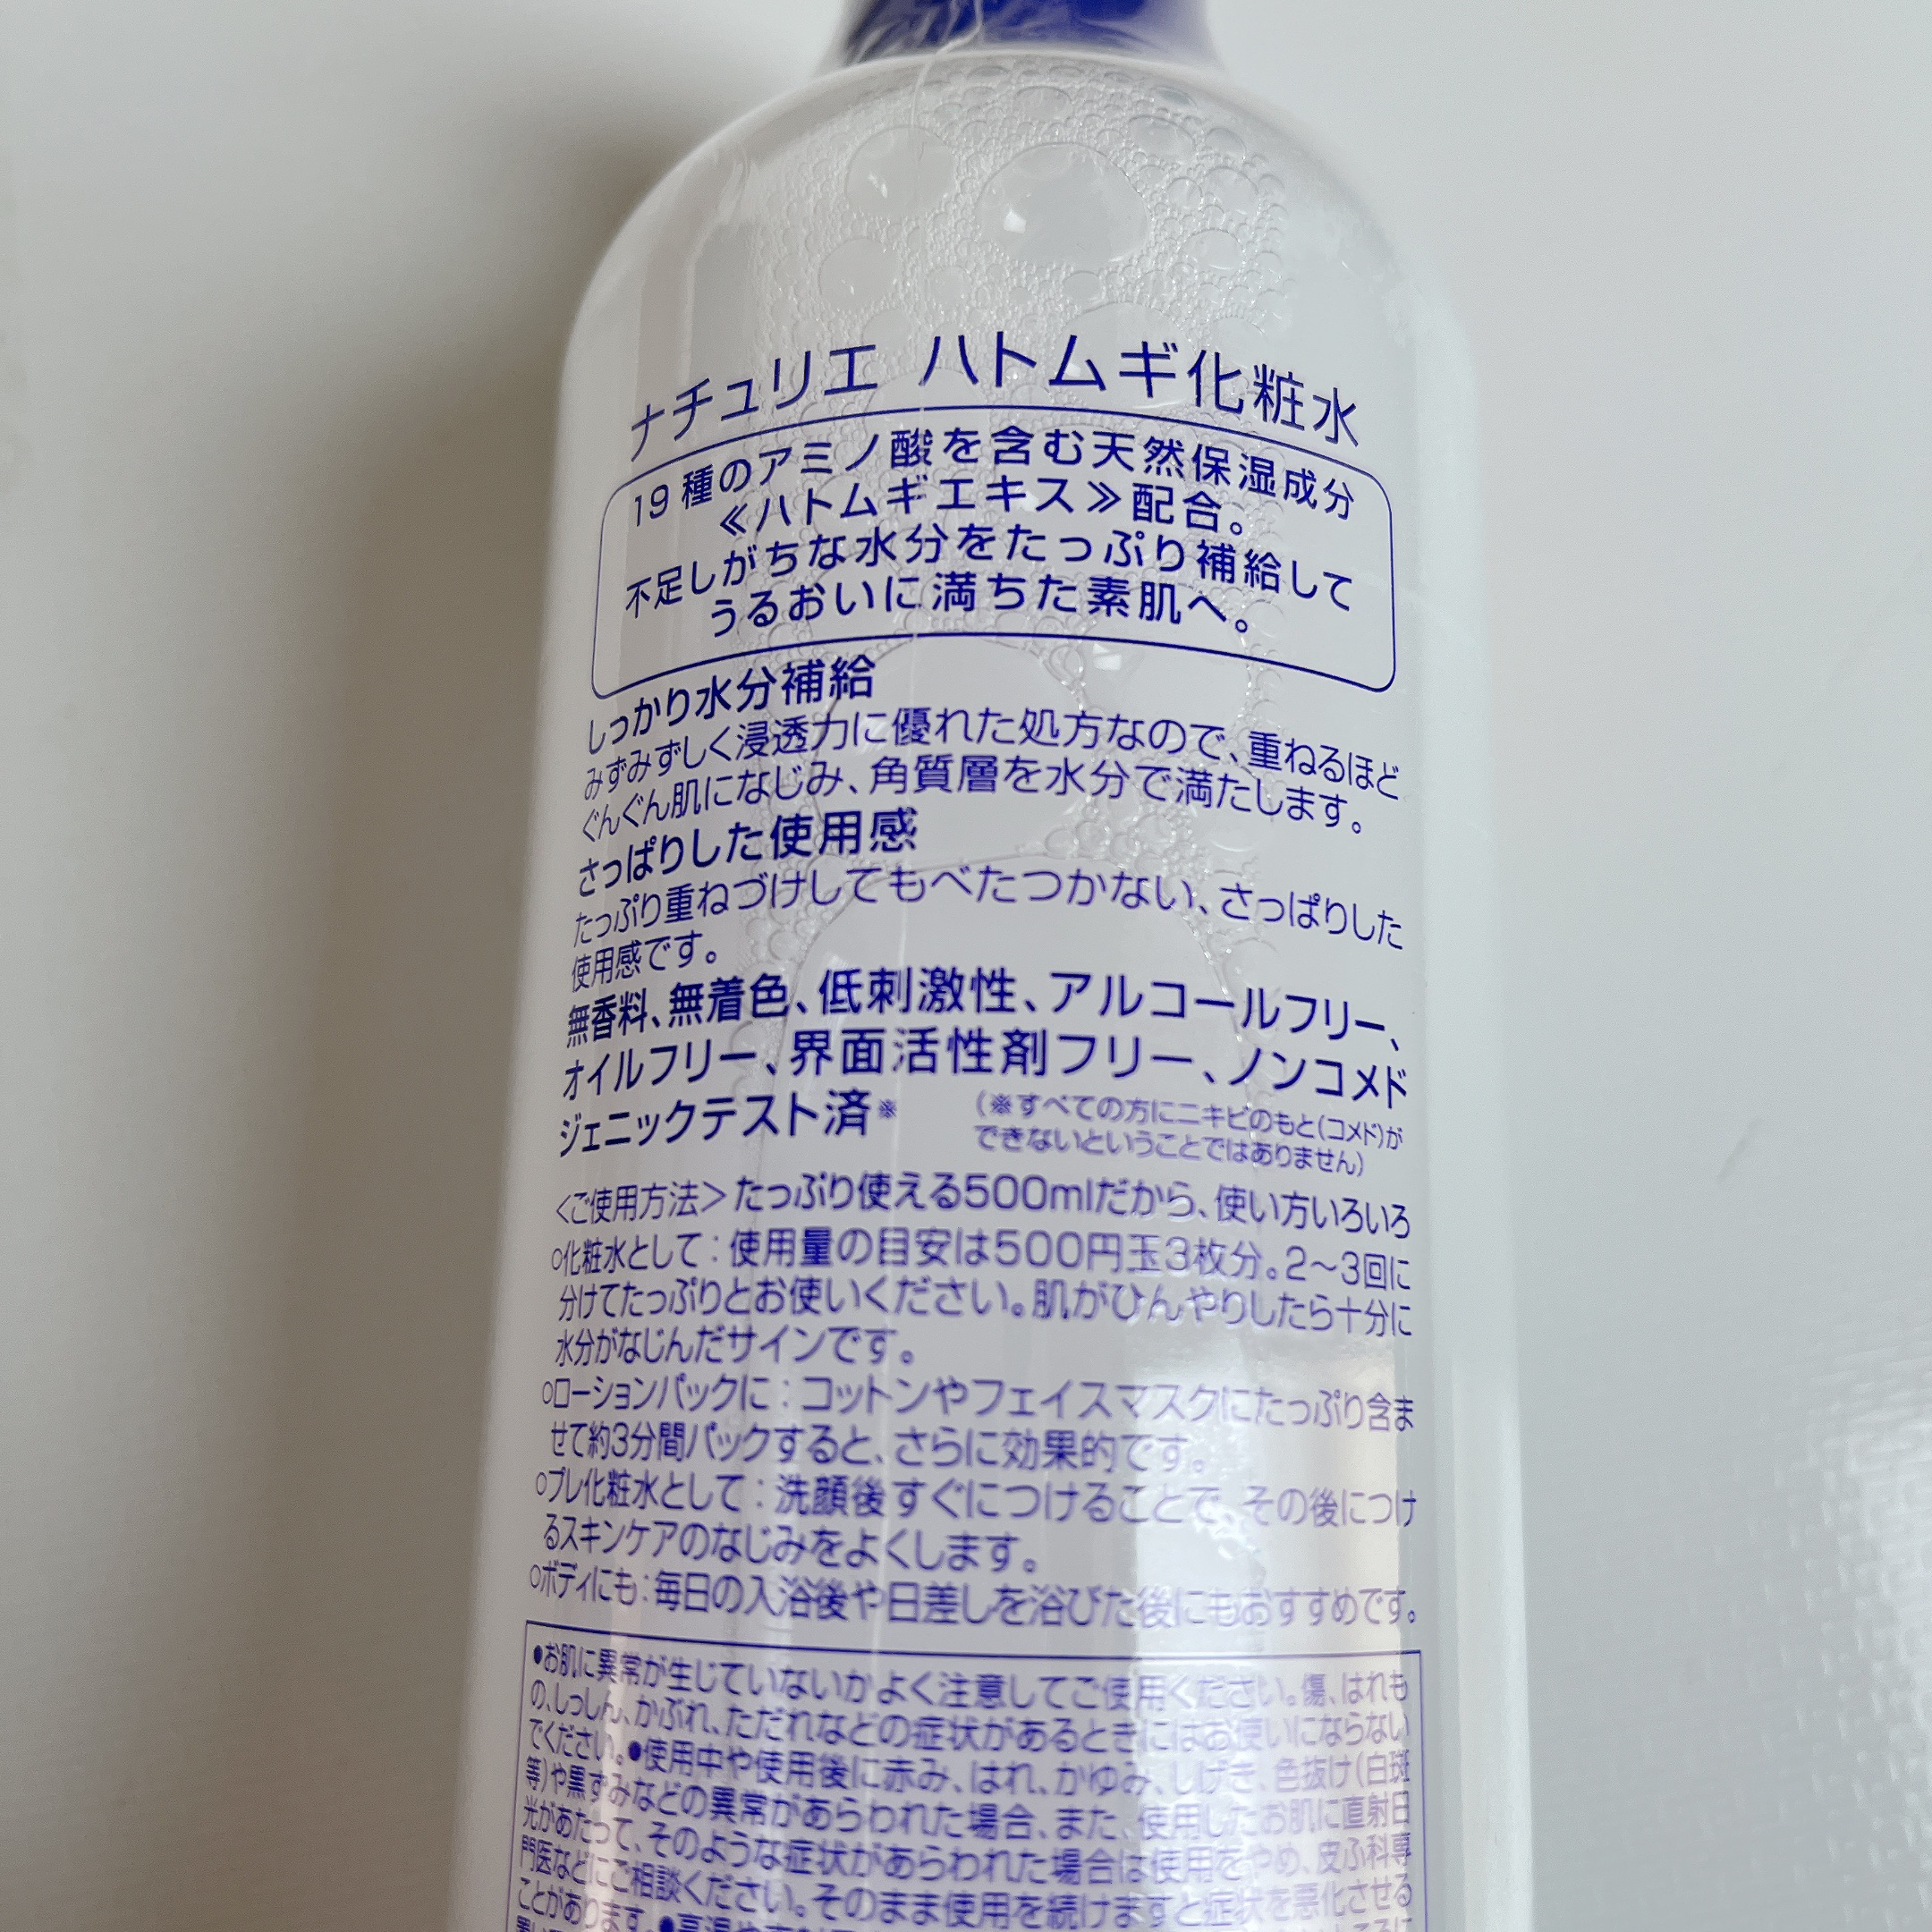 ナチュリエ ハトムギ化粧水
19種のアミノ酸を含む天然保湿成分
≪ハトムギエキス≫配合。
不足しがちな水分をたっぷり補給して
うるおいに満ちた素肌へ。
しっかり水分補給
みずみずしく浸透力に優れた処方なので、重ねるほど
ぐんぐん肌になじみ、角質層を水分で満たします。
さっぱりした使用感
たっぷり重ねづけしてもべたつかない、さっぱりした
使用感です。
無香料、無着色、低刺激性、アルコールフリー、
オイルフリー、界面活性剤フリー、ノンコメド
ジェニックテスト済※
(※すべての方にニキビのもと(コメド)が
できないということではありません)
<ご使用方法>たっぷり使える500mlだから、使い方いろいろ
○化粧水として:使用量の目安は500円玉3枚分。2〜3回に
分けてたっぷりとお使いください。肌がひんやりしたら十分に
水分がなじんだサインです。
○ローションパックに:コットンやフェイスマスクにたっぷり含ま
せて約3分間パックすると、さらに効果的です。
○プレ化粧水として:洗顔後すぐにつけることで、その後につけ
るスキンケアのなじみをよくします。
○ボディにも:毎日の入浴後や日差しを浴びた後にもおすすめです。
●お肌に異常が生じていないかよく注意してご使用ください。傷、はれも
の、しっしん、かぶれ、ただれなどの症状があるときにはお使いにならない
でください。●使用中や使用後に赤み、はれ、かゆみ、しげき、色抜け(白斑
等)や黒ずみなどの異常があらわれた場合、また、使用したお肌に直射日
光があたって、そのような症状があらわれた場合は使用をやめ、皮ふ科専
門医などにご相談ください。そのまま使用を続けますと症状を悪化させる
ことがあります。●高温や